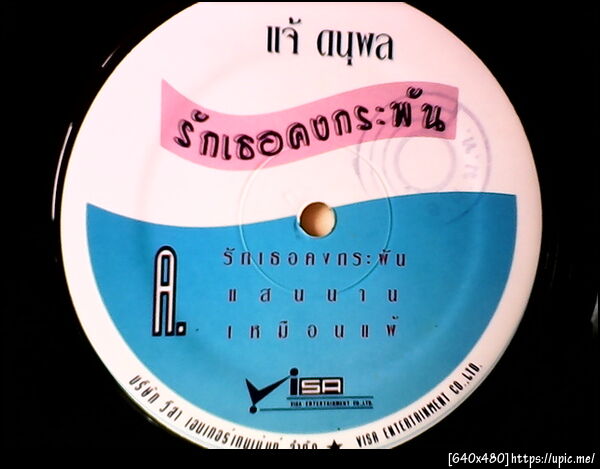 แจ้ ดนุพล
รักเธอคงกระพัน
A.
รักเธอคงกระพัน
แสนนาน
เหมือนแพ้
VISA
VISA ENTERTAINMENT CO.,LTD.
บริษัท วีซ่า เอนเทอร์เทนเม้นท์ จำกัด ★ VISA ENTERTAINMENT CO.,LTD.
[640x480]https://upic.me/